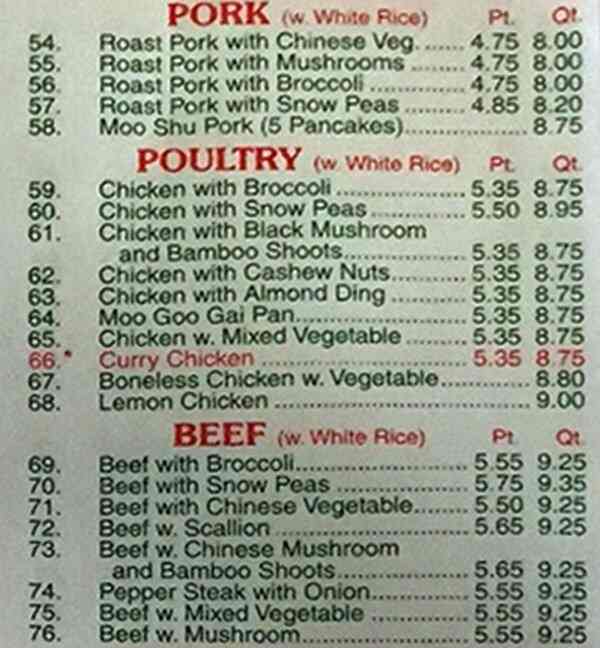 PORK (w. White Rice) Pt. Qt.
54. Roast Pork with Chinese Veg. ...... 4.75 8.00
55. Roast Pork with Mushrooms ....... 4.75 8.00
56. Roast Pork with Broccoli ............. 4.75 8.00
57. Roast Pork with Snow Peas ........ 4.85 8.20
58. Moo Shu Pork (5 Pancakes)..................... 8.75
POULTRY (w. White Rice) Pt. Qt.
59. Chicken with Broccoli .................. 5.35 8.75
60. Chicken with Snow Peas ............. 5.50 8.95
61. Chicken with Black Mushroom
and Bamboo Shoots................. 5.35 8.75
62. Chicken with Cashew Nuts.......... 5.35 8.75
63. Chicken with Almond Ding ........... 5.35 8.75
64. Moo Goo Gai Pan........................ 5.35 8.75
65. Chicken w. Mixed Vegetable ........ 5.35 8.75
66.* Curry Chicken ............................. 5.35 8.75
67. Boneless Chicken w. Vegetable............... 8.80
68. Lemon Chicken ....................................... 9.00
BEEF (w. White Rice) Pt. Qt.
69. Beef with Broccoli........................ 5.55 9.25
70. Beef with Snow Peas .................. 5.75 9.35
71. Beef with Chinese Vegetable....... 5.50 9.25
72. Beef w. Scallion ........................... 5.65 9.25
73. Beef w. Chinese Mushroom
and Bamboo Shoots.................. 5.65 9.25
74. Pepper Steak with Onion............. 5.55 9.25
75. Beef w. Mixed Vegetable ............. 5.55 9.25
76. Beef w. Mushroom....................... 5.55 9.25